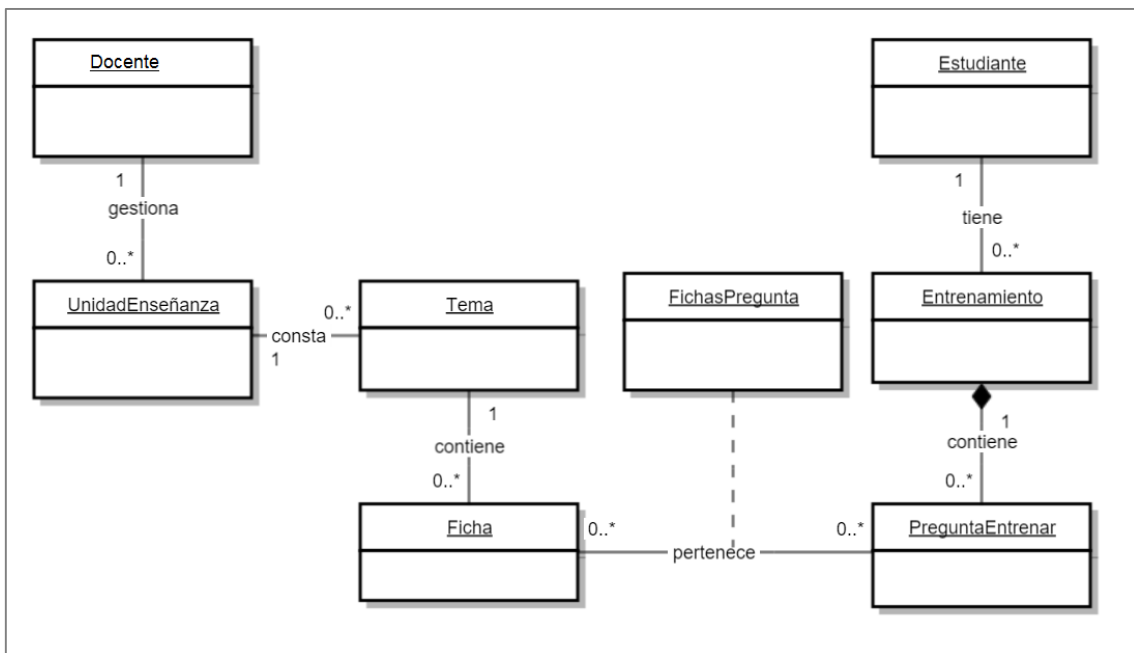 Docente
Estudiante
1
gestiona
0..*
1
tiene
0..*
UnidadEnseñanza
Tema
FichasPregunta
Entrenamiento
0..*
consta
1
1
contiene
0..*
1
contiene
0..*
Ficha
PreguntaEntrenar
0..*
pertenece
0..*